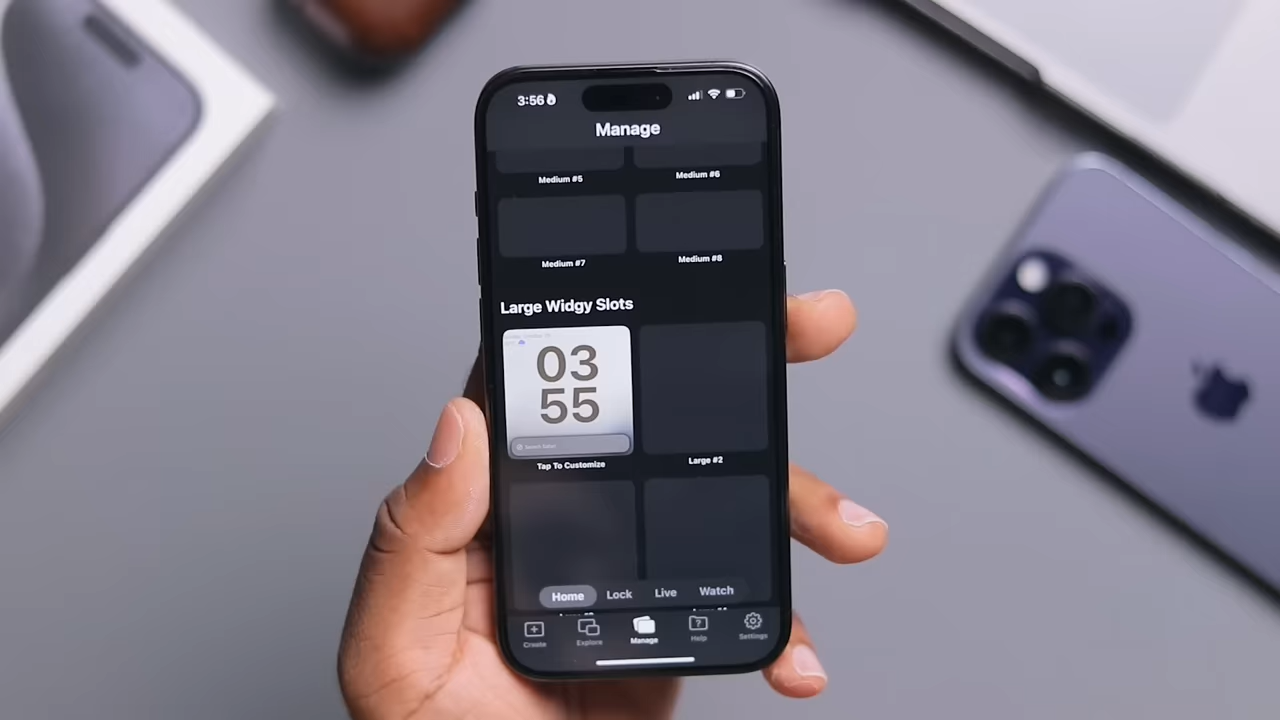 3:56
Manage
Medium #5
Medium #6
Medium #7
Medium #8
Large Widgy Slots
03
55
Tap To Customize
Large #2
Home
Lock
Live
Watch
Create
Explore
Manage
Help
Settings